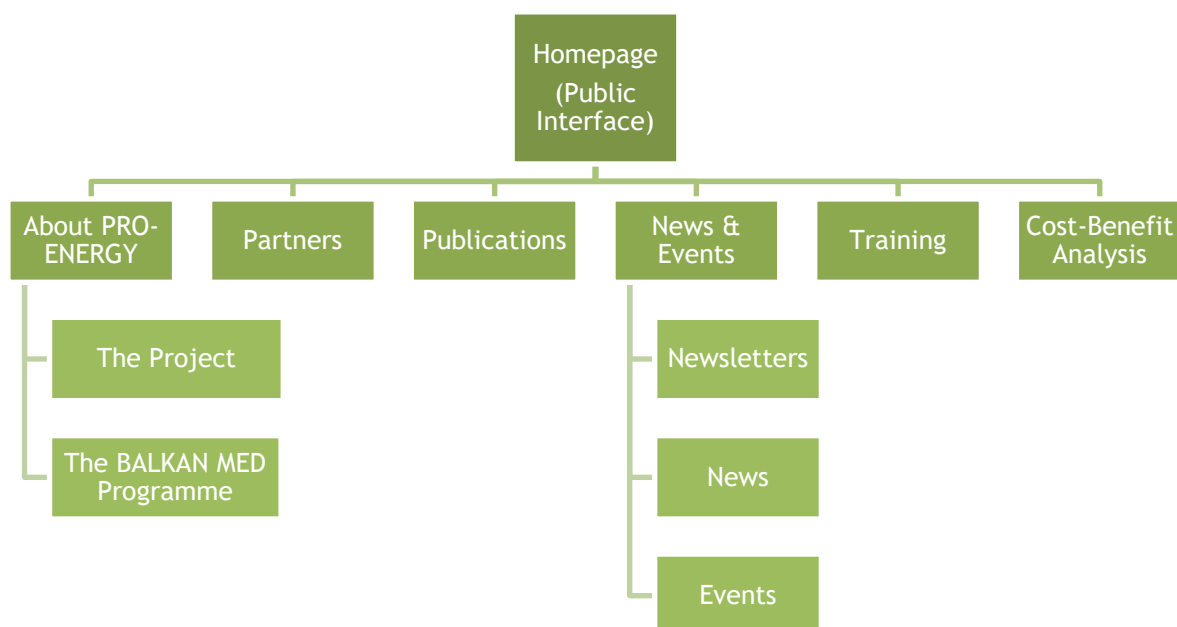 Homepage
(Public
Interface)
About PRO-
ENERGY
Partners
Publications
News &
Events
Training
Cost-Benefit
Analysis
The Project
The BALKAN MED
Programme
Newsletters
News
Events